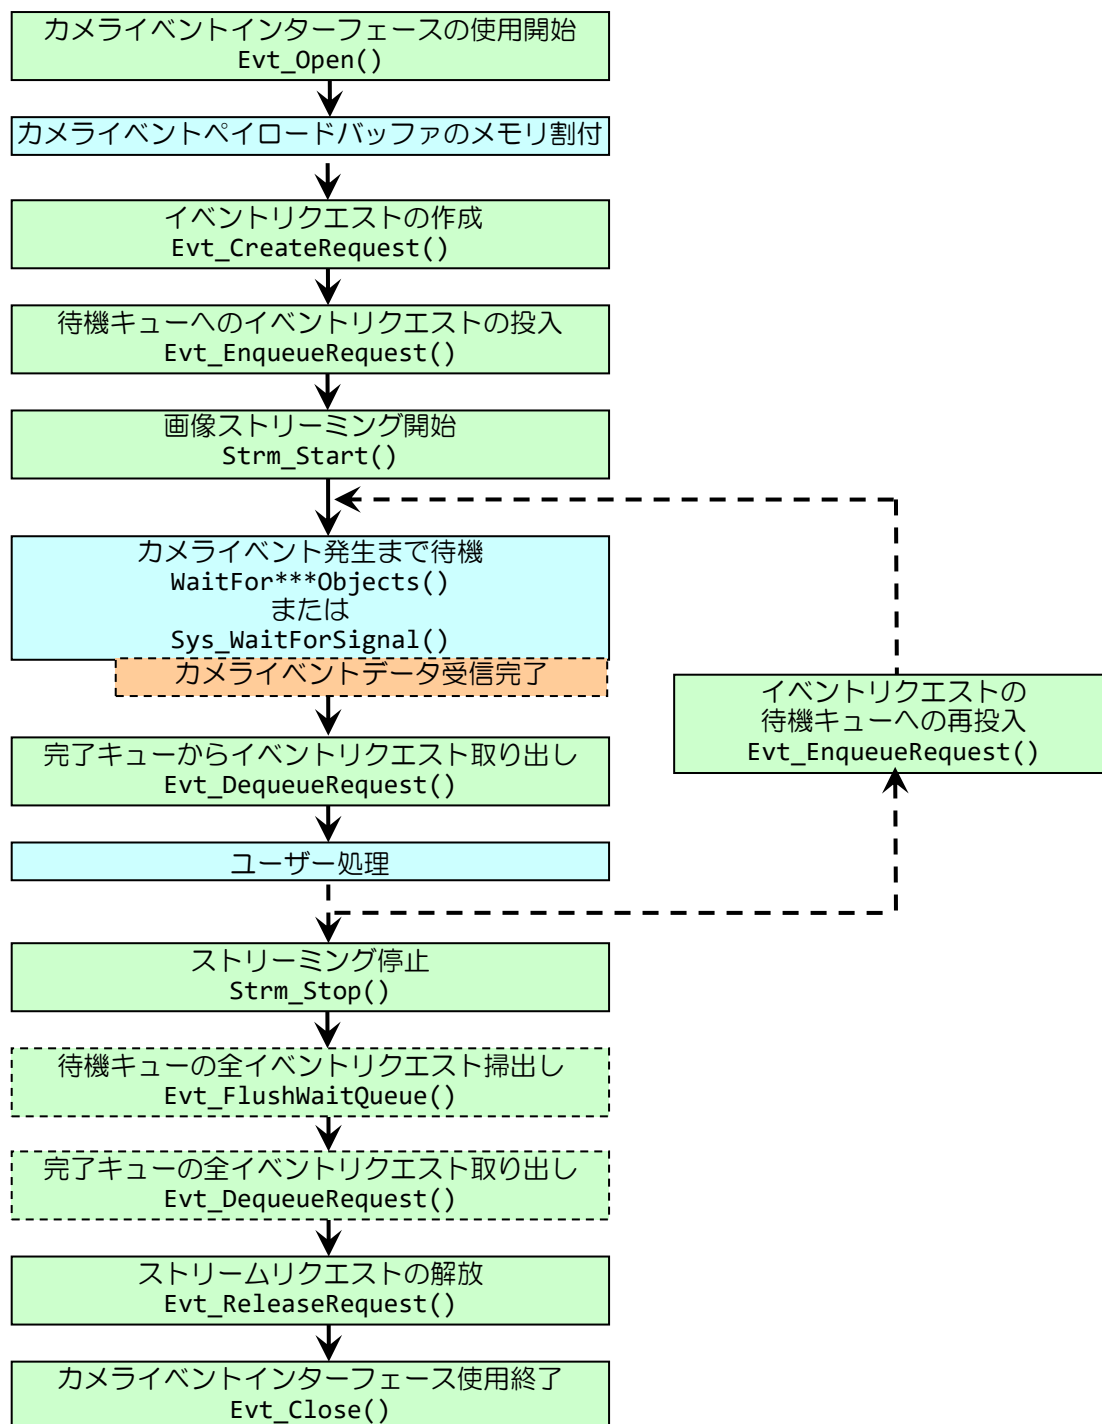 カメライベントインターフェースの使用開始
Evt_Open()
カメライベントペイロードバッファのメモリ割付
イベントリクエストの作成
Evt_CreateRequest()
待機キューへのイベントリクエストの投入
Evt_EnqueueRequest()
画像ストリーミング開始
Strm_Start()
カメライベント発生まで待機
WaitFor***Objects()
または
Sys_WaitForSignal()
カメライベントデータ受信完了
イベントリクエストの
待機キューへの再投入
Evt_EnqueueRequest()
完了キューからイベントリクエスト取り出し
Evt_DequeueRequest()
ユーザー処理
ストリーミング停止
Strm_Stop()
待機キューの全イベントリクエスト掃出し
Evt_FlushWaitQueue()
完了キューの全イベントリクエスト取り出し
Evt_DequeueRequest()
ストリームリクエストの解放
Evt_ReleaseRequest()
カメライベントインターフェース使用終了
Evt_Close()